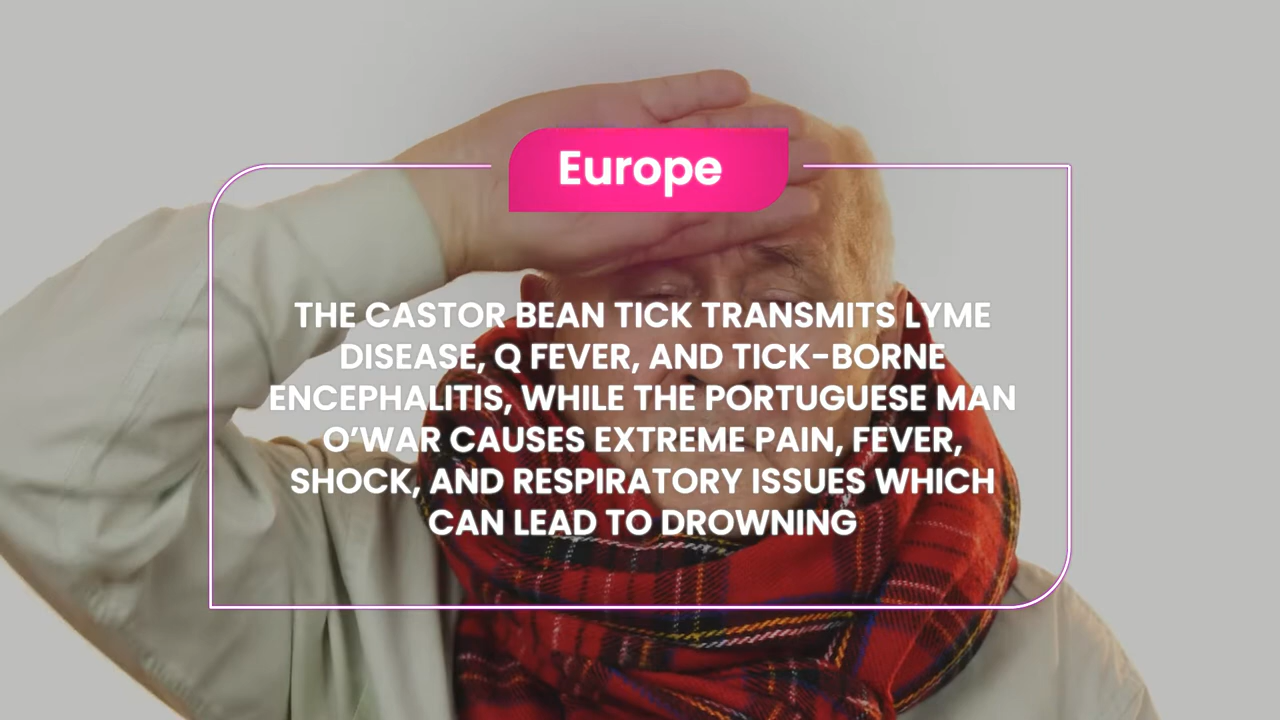 Europe
THE CASTOR BEAN TICK TRANSMITS LYME
DISEASE, Q FEVER, AND TICK-BORNE
ENCEPHALITIS, WHILE THE PORTUGUESE MAN
O’WAR CAUSES EXTREME PAIN, FEVER,
SHOCK, AND RESPIRATORY ISSUES WHICH
CAN LEAD TO DROWNING